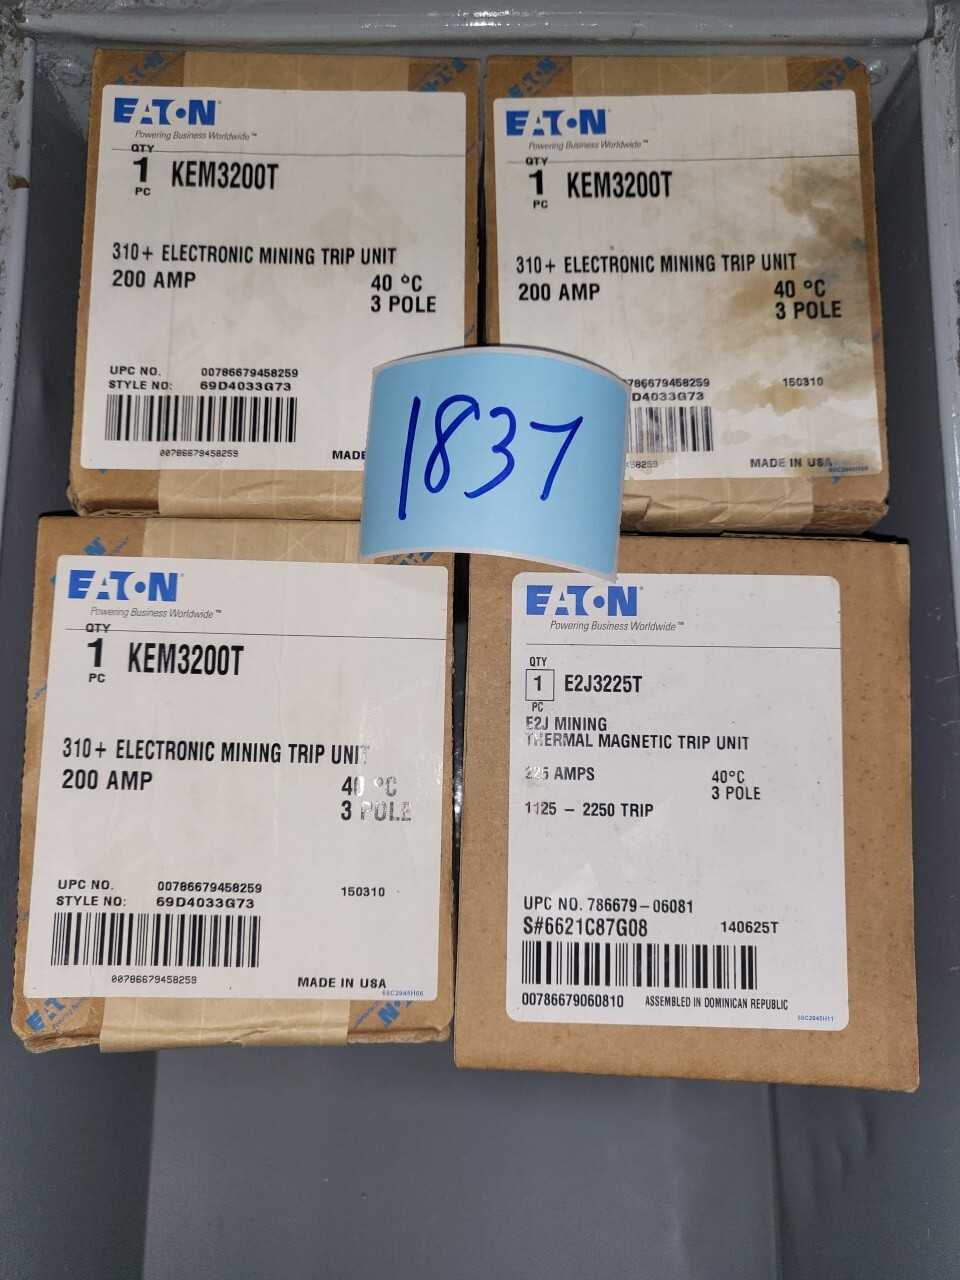 EATON
Powering Business Worldwide™
QTY
1 KEM3200T
PC
310+ ELECTRONIC MINING TRIP UNIT
200 AMP 40 °C
3 POLE
UPC NO. 00786679458259
STYLE NO: 69D4033G73
00786679458259
MADE
EATON
Powering Business Worldwide™
QTY
1 KEM3200T
PC
310+ ELECTRONIC MINING TRIP UNIT
200 AMP 40 °C
3 POLE
786679458259 150310
D4033G73
58259 MADE IN USA
1837
EATON
Powering Business Worldwide™
QTY
1 KEM3200T
PC
310+ ELECTRONIC MINING TRIP UNIT
200 AMP 40 °C
3 POLE
UPC NO. 00786679458259 150310
STYLE NO: 69D4033G73
00786679458259 MADE IN USA
EATON
Powering Business Worldwide™
QTY
1 E2J3225T
PC
E2J MINING
THERMAL MAGNETIC TRIP UNIT
225 AMPS 40°C
3 POLE
1125 - 2250 TRIP
UPC NO. 786679-06081
S#6621C87G08 140625T
00786679060810 ASSEMBLED IN DOMINICAN REPUBLIC